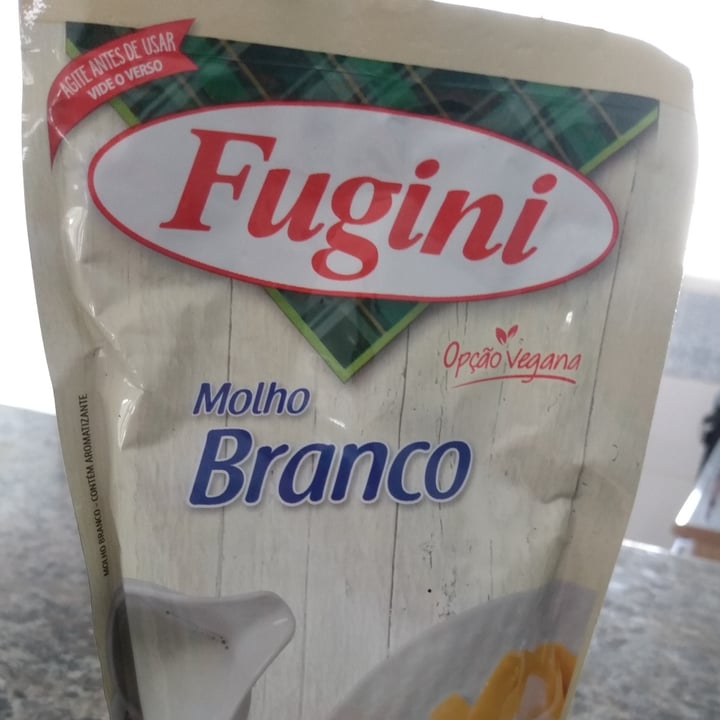 AGITE ANTES DE USAR
VIDE O VERSO
Fugini
Opção Vegana
Molho
Branco
MOLHO BRANCO - CONTÉM AROMATIZANTE